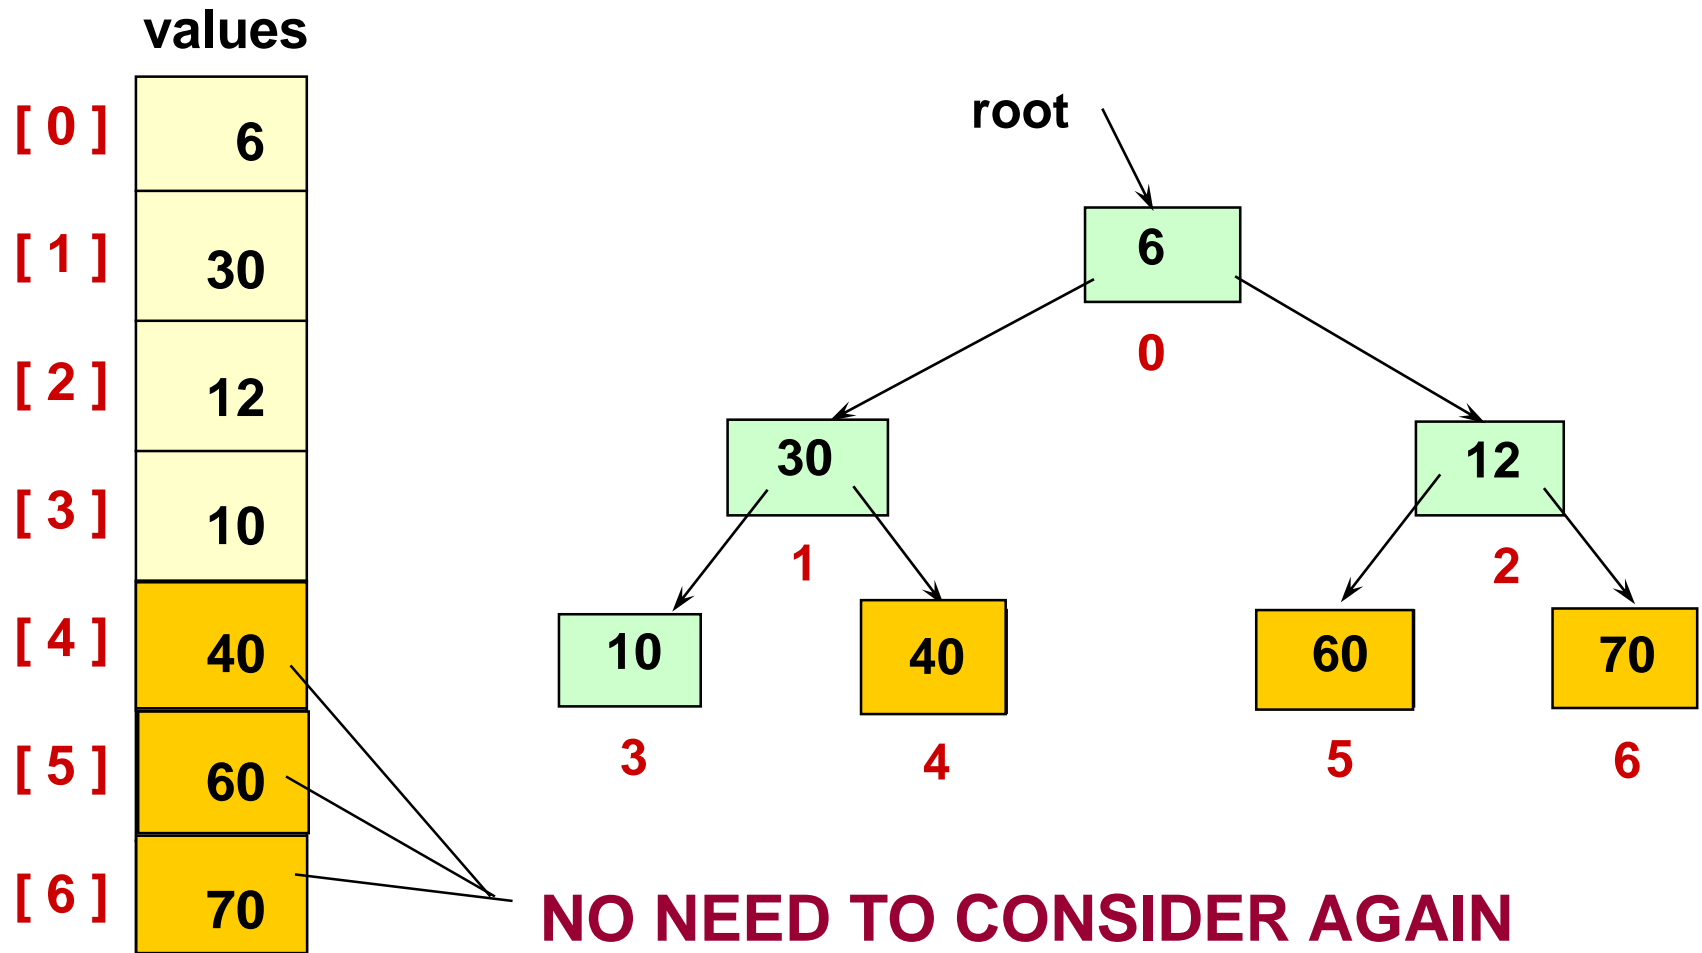 values
[ 0 ] 6
[ 1 ] 30
[ 2 ] 12
[ 3 ] 10
[ 4 ] 40
[ 5 ] 60
[ 6 ] 70
root
6
0
30 12
1 2
10 40 60 70
3 4 5 6
NO NEED TO CONSIDER AGAIN